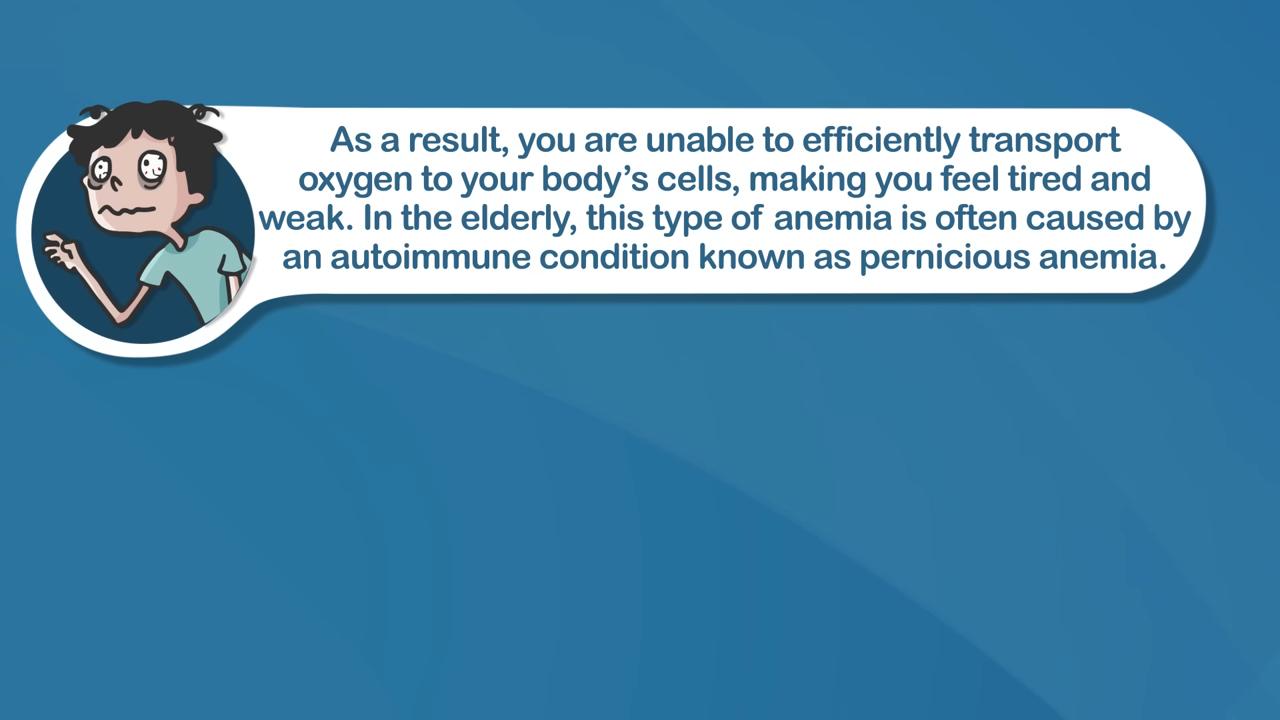 As a result, you are unable to efficiently transport
oxygen to your body’s cells, making you feel tired and
weak. In the elderly, this type of anemia is often caused by
an autoimmune condition known as pernicious anemia.